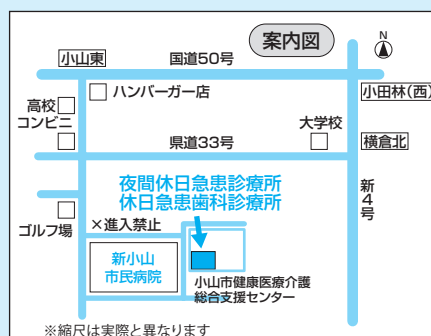 案内図
N
小山東
国道50号
ハンバーガー店
小田林(西)
高校
コンビニ
大学校
県道33号
横倉北
夜間休日急患診療所
休日急患歯科診療所
新4号
×進入禁止
ゴルフ場
新小山
市民病院
小山市健康医療介護
総合支援センター
※縮尺は実際と異なります